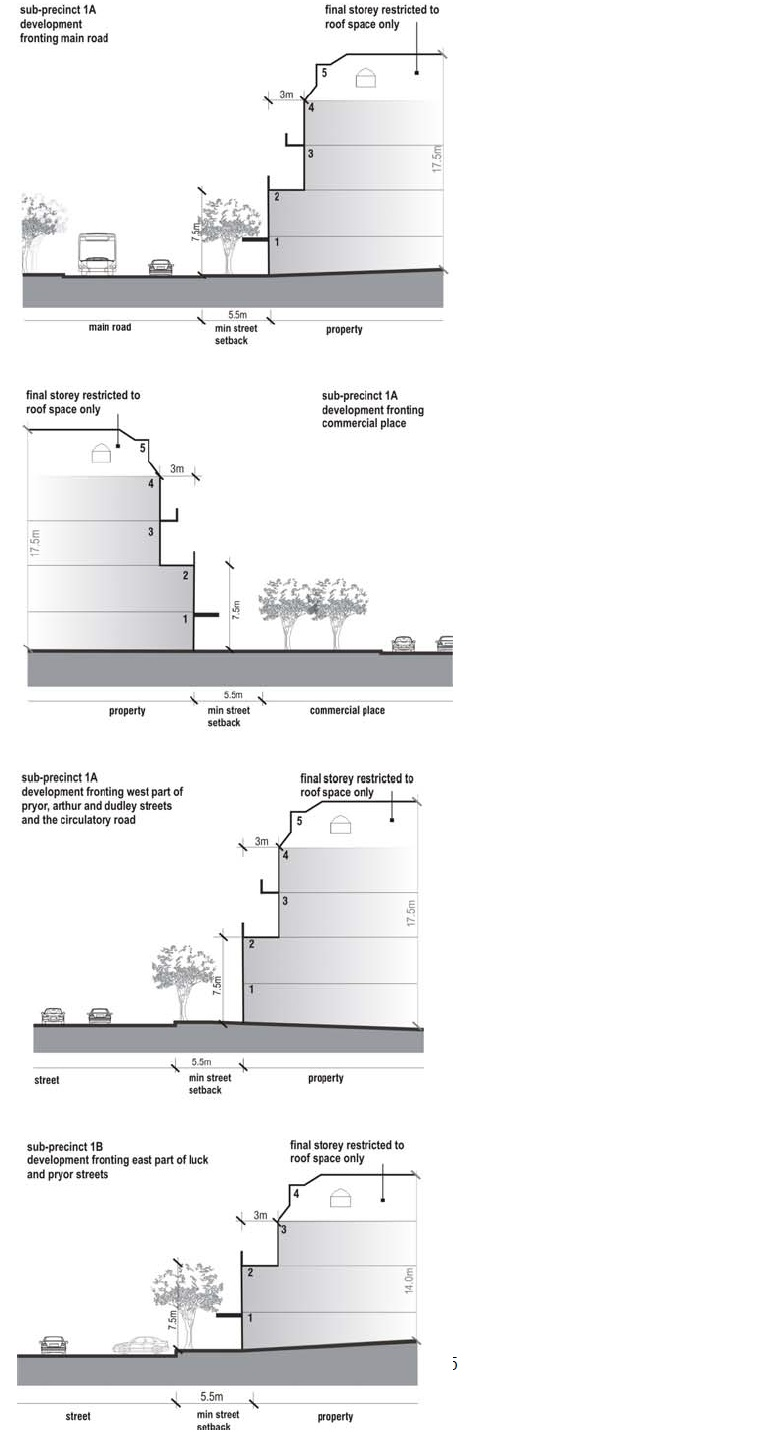 sub-precinct 1A
development
fronting main road
final storey restricted to
roof space only
5
3m
4
3
17.5m
2
7.5m
1
5.5m
main road
min street
setback
property
final storey restricted to
roof space only
sub-precinct 1A
development fronting
commercial place
5
3m
4
3
17.5m
2
7.5m
1
5.5m
property
min street
setback
commercial place
sub-precinct 1A
development fronting west part of
pryor, arthur and dudley streets
and the circulatory road
final storey restricted to
roof space only
5
3m
4
3
17.5m
2
7.5m
1
5.5m
street
min street
setback
property
sub-precinct 1B
development fronting east part of luck
and pryor streets
final storey restricted to
roof space only
4
3m
3
2
14.0m
7.5m
1
5
5.5m
street
min street
setback
property